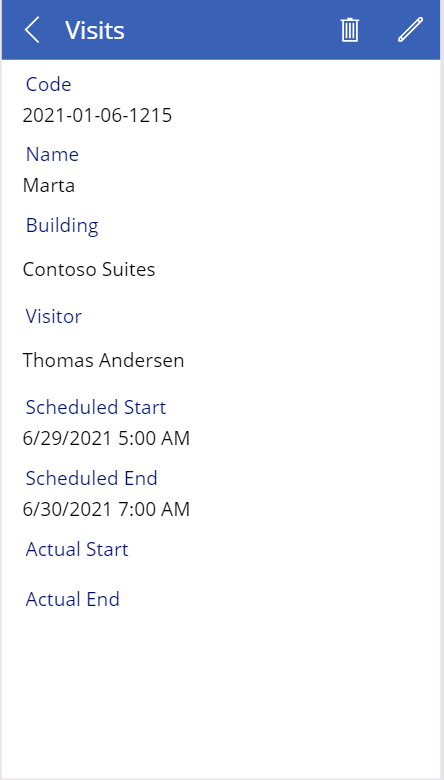 Visits
Code
2021-01-06-1215
Name
Marta
Building
Contoso Suites
Visitor
Thomas Andersen
Scheduled Start
6/29/2021 5:00 AM
Scheduled End
6/30/2021 7:00 AM
Actual Start
Actual End